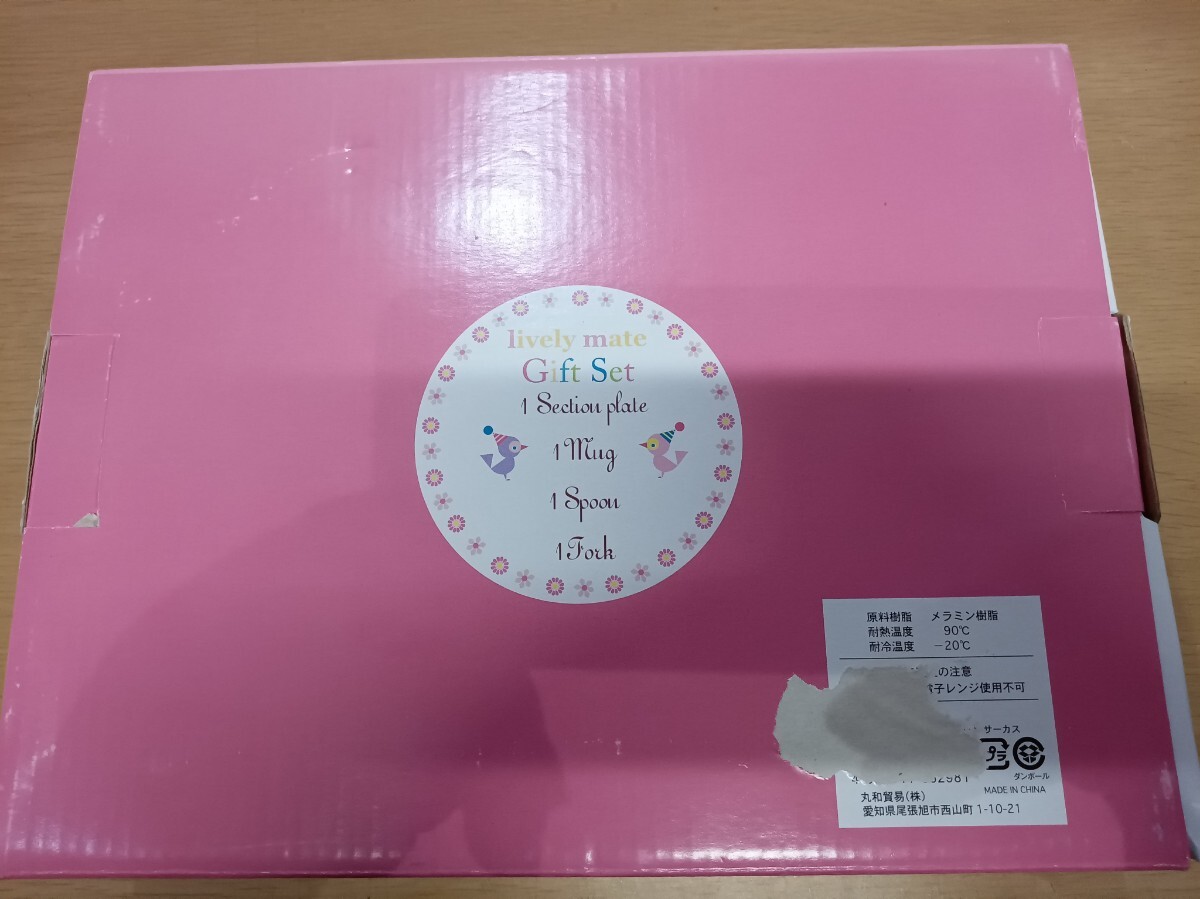 lively mate
Gift Set
1 Section plate
1 Mug
1 Spoon
1 Fork
原料樹脂 メラミン樹脂
耐熱温度 90℃
耐冷温度 －20℃
の注意
子レンジ使用不可
サーカス
プラ
ダンボール
2981
MADE IN CHINA
丸和貿易(株)
愛知県尾張旭市西山町 1-10-21